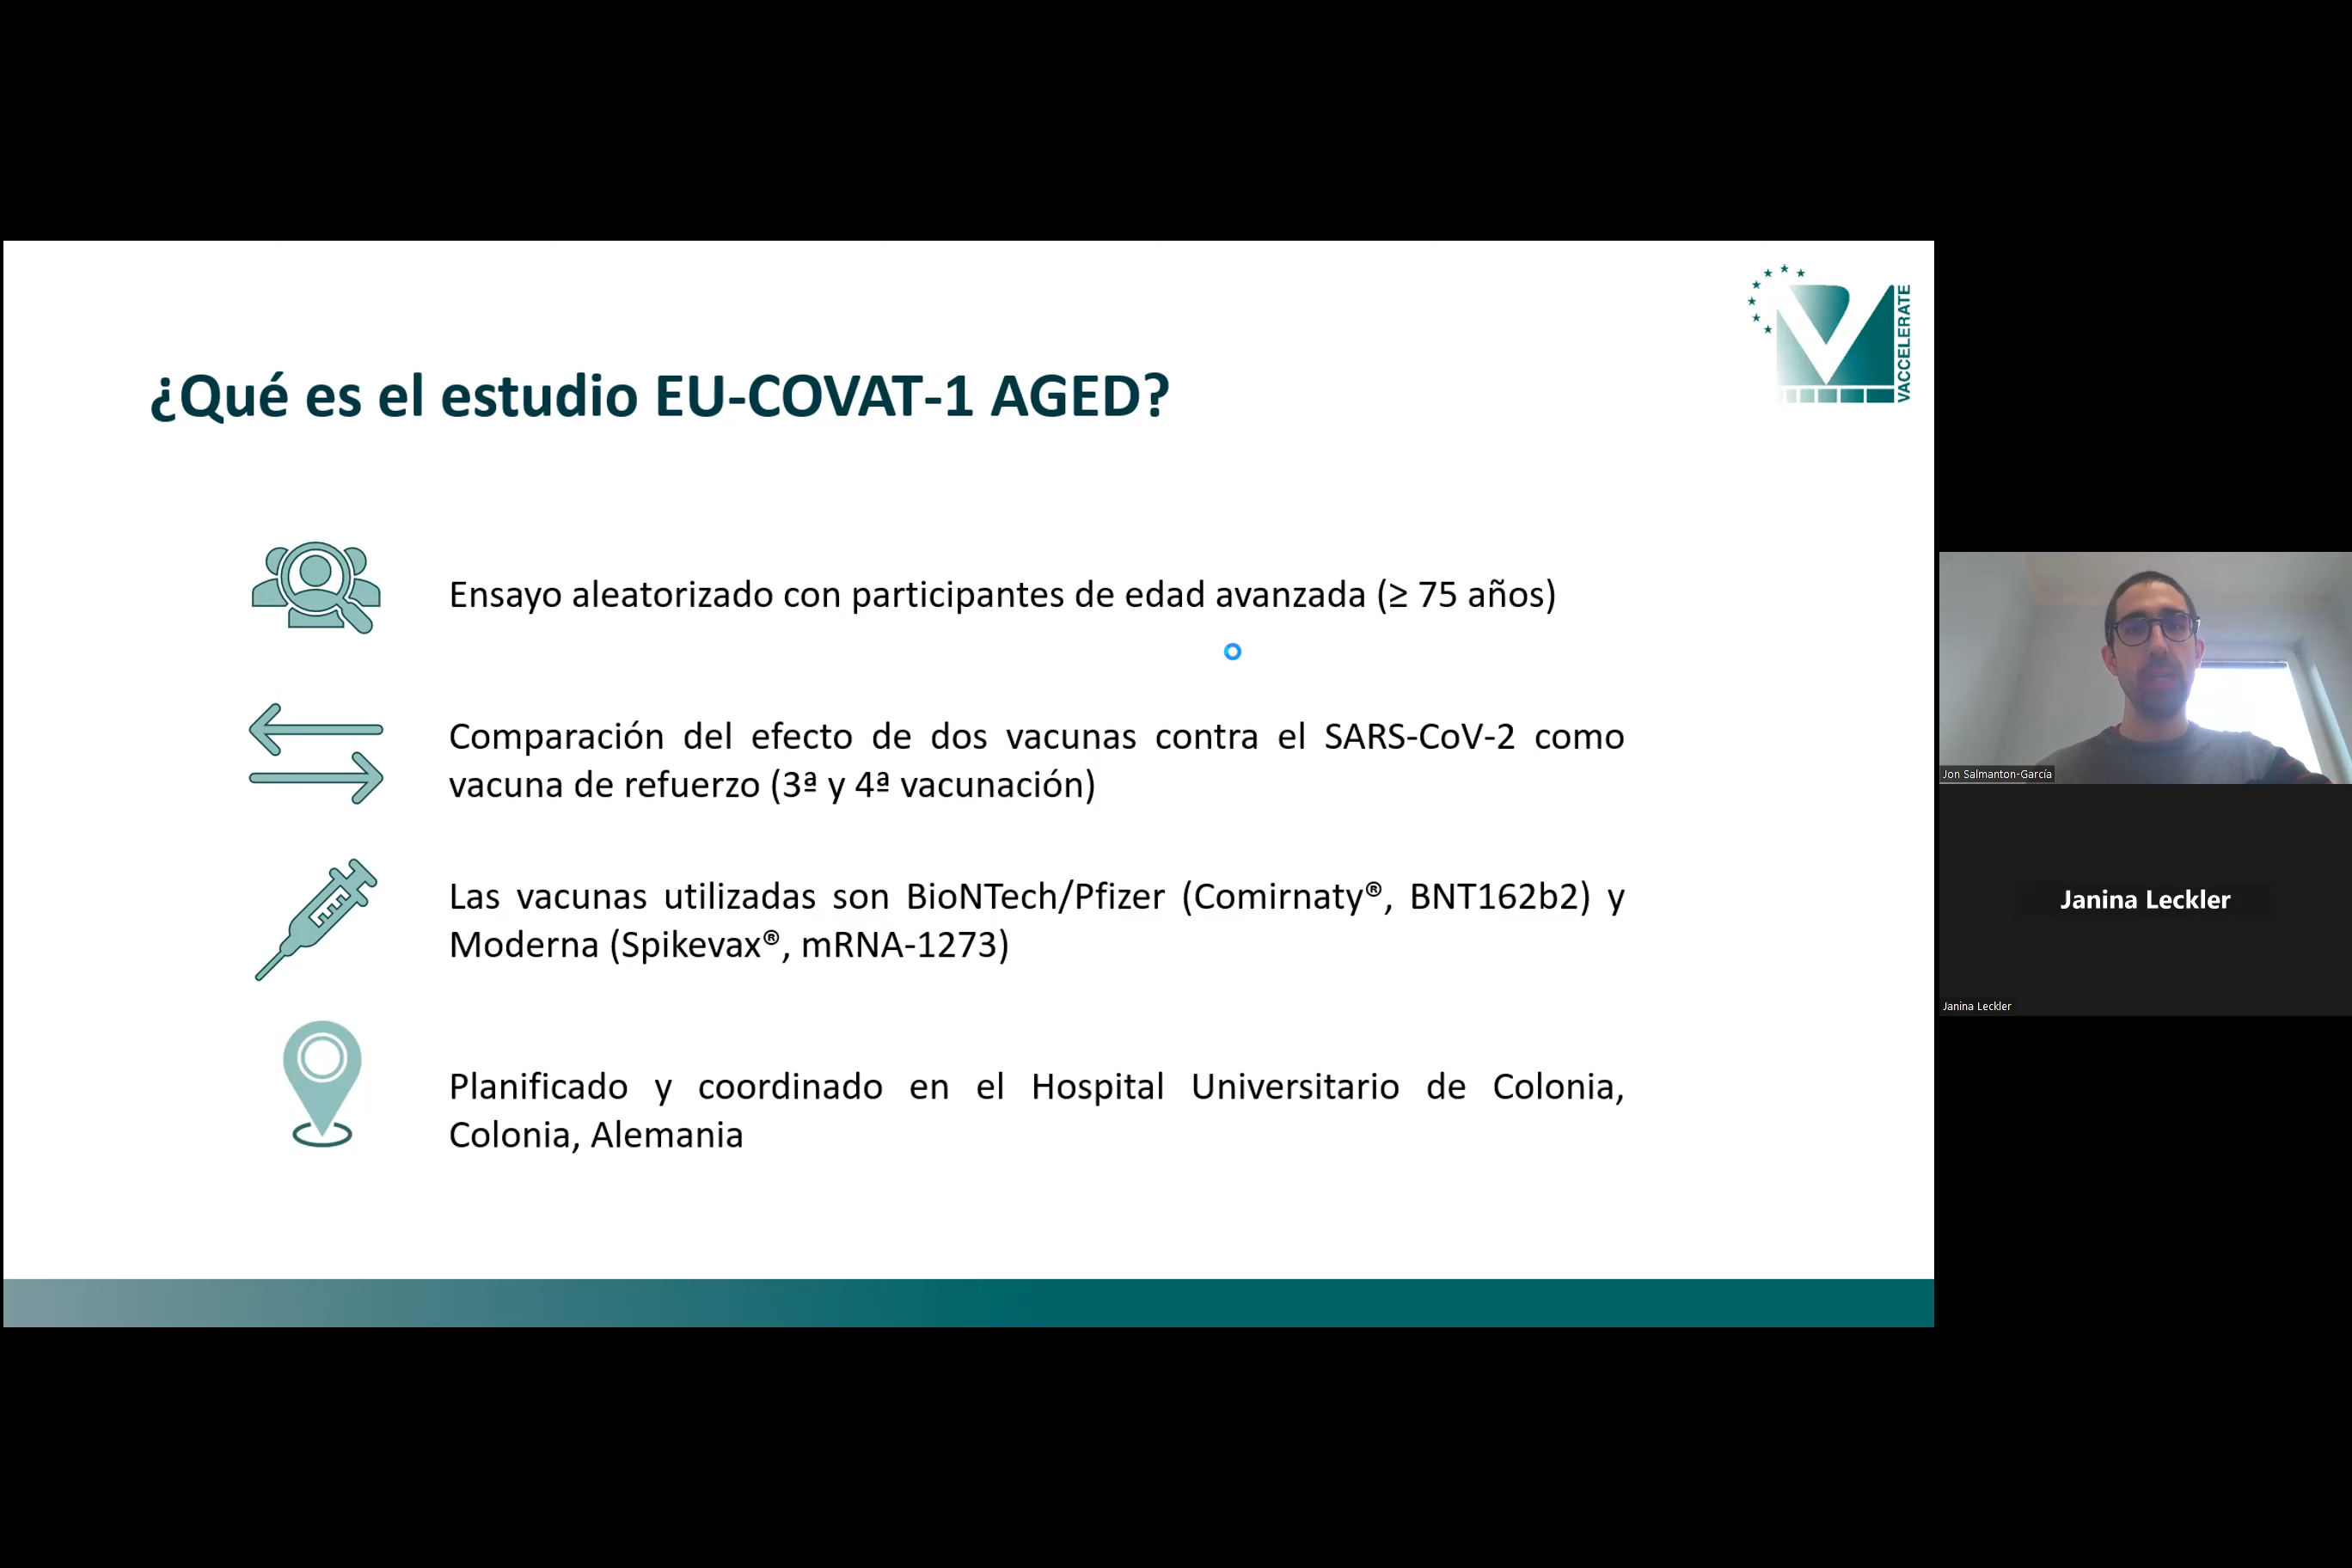 ¿Qué es el estudio EU-COVAT-1 AGED?
VACCELERATE
Ensayo aleatorizado con participantes de edad avanzada (≥ 75 años)
Comparación del efecto de dos vacunas contra el SARS-CoV-2 como
vacuna de refuerzo (3ª y 4ª vacunación)
Las vacunas utilizadas son BioNTech/Pfizer (Comirnaty®, BNT162b2) y
Moderna (Spikevax®, mRNA-1273)
Planificado y coordinado en el Hospital Universitario de Colonia,
Colonia, Alemania
Jon Salmanton-García
Janina Leckler
Janina Leckler